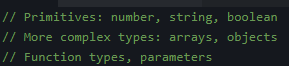 // Primitives: number, string, boolean
// More complex types: arrays, objects
// Function types, parameters